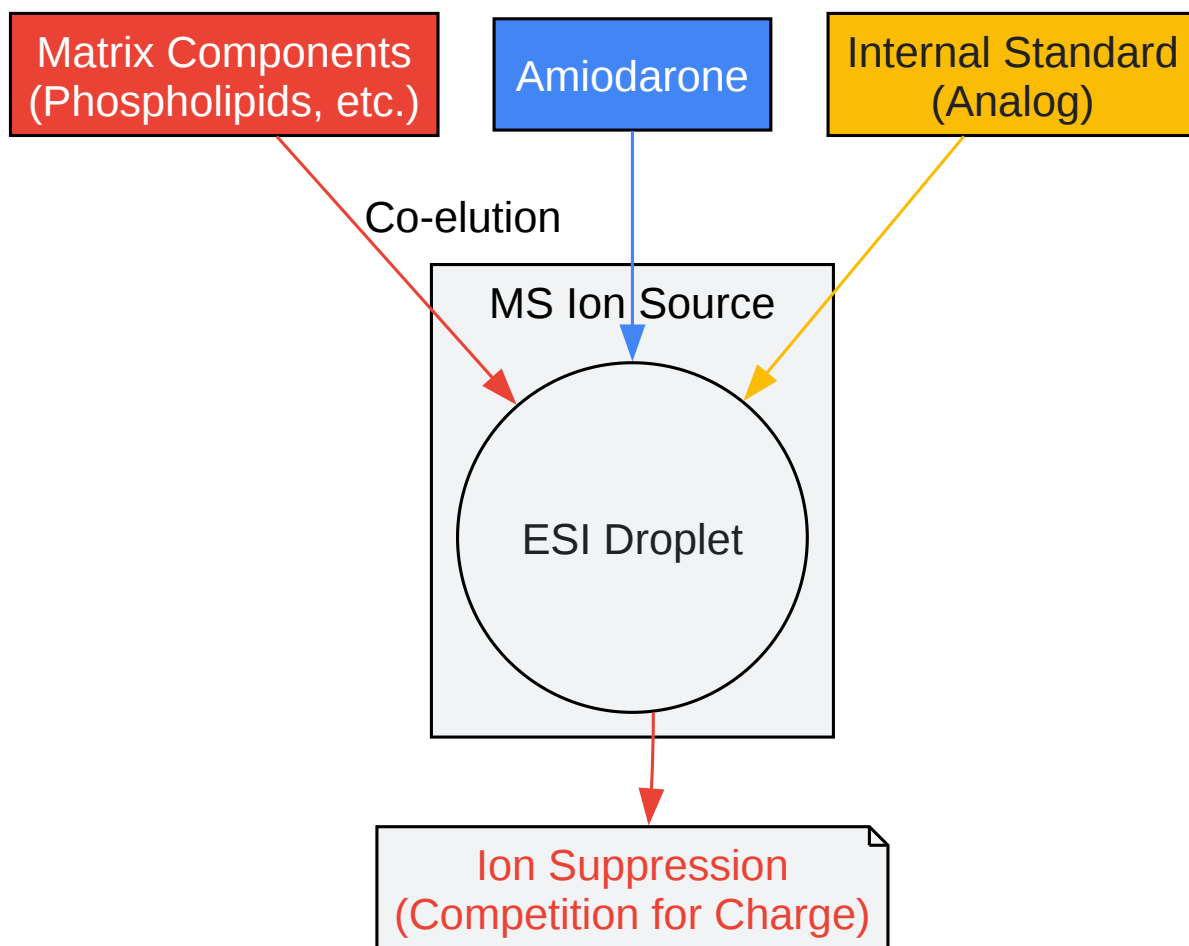 Matrix Components
(Phospholipids, etc.)
Amiodarone
Internal Standard
(Analog)
Co-elution
MS Ion Source
ESI Droplet
Ion Suppression
(Competition for Charge)